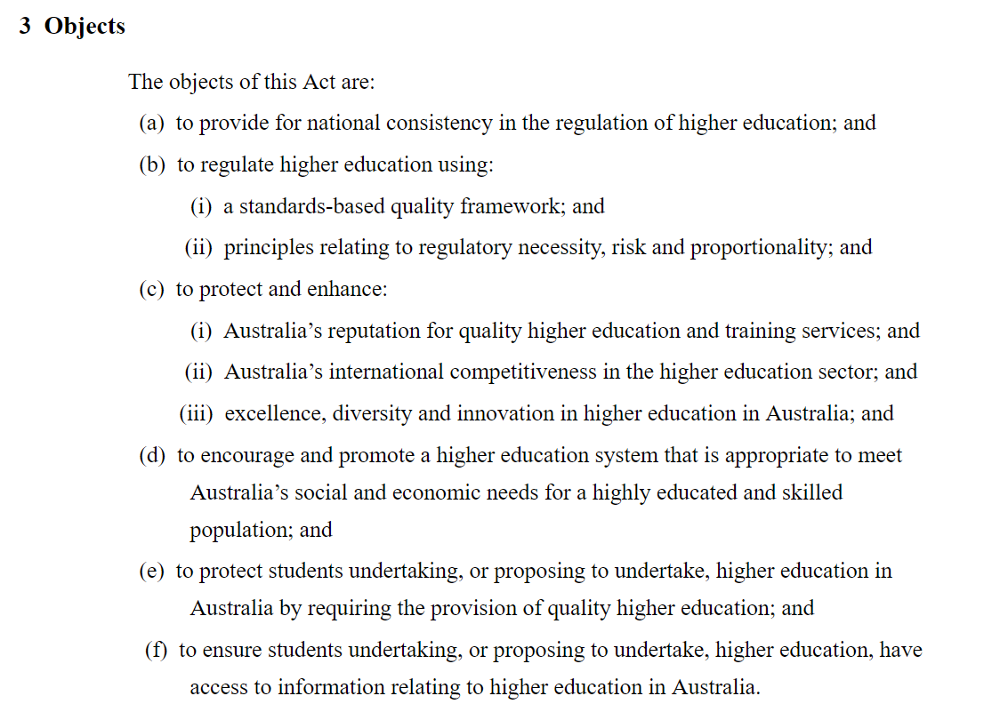 3 Objects
The objects of this Act are:
(a) to provide for national consistency in the regulation of higher education; and
(b) to regulate higher education using:
(i) a standards-based quality framework; and
(ii) principles relating to regulatory necessity, risk and proportionality; and
(c) to protect and enhance:
(i) Australia’s reputation for quality higher education and training services; and
(ii) Australia’s international competitiveness in the higher education sector; and
(iii) excellence, diversity and innovation in higher education in Australia; and
(d) to encourage and promote a higher education system that is appropriate to meet
Australia’s social and economic needs for a highly educated and skilled
population; and
(e) to protect students undertaking, or proposing to undertake, higher education in
Australia by requiring the provision of quality higher education; and
(f) to ensure students undertaking, or proposing to undertake, higher education, have
access to information relating to higher education in Australia.